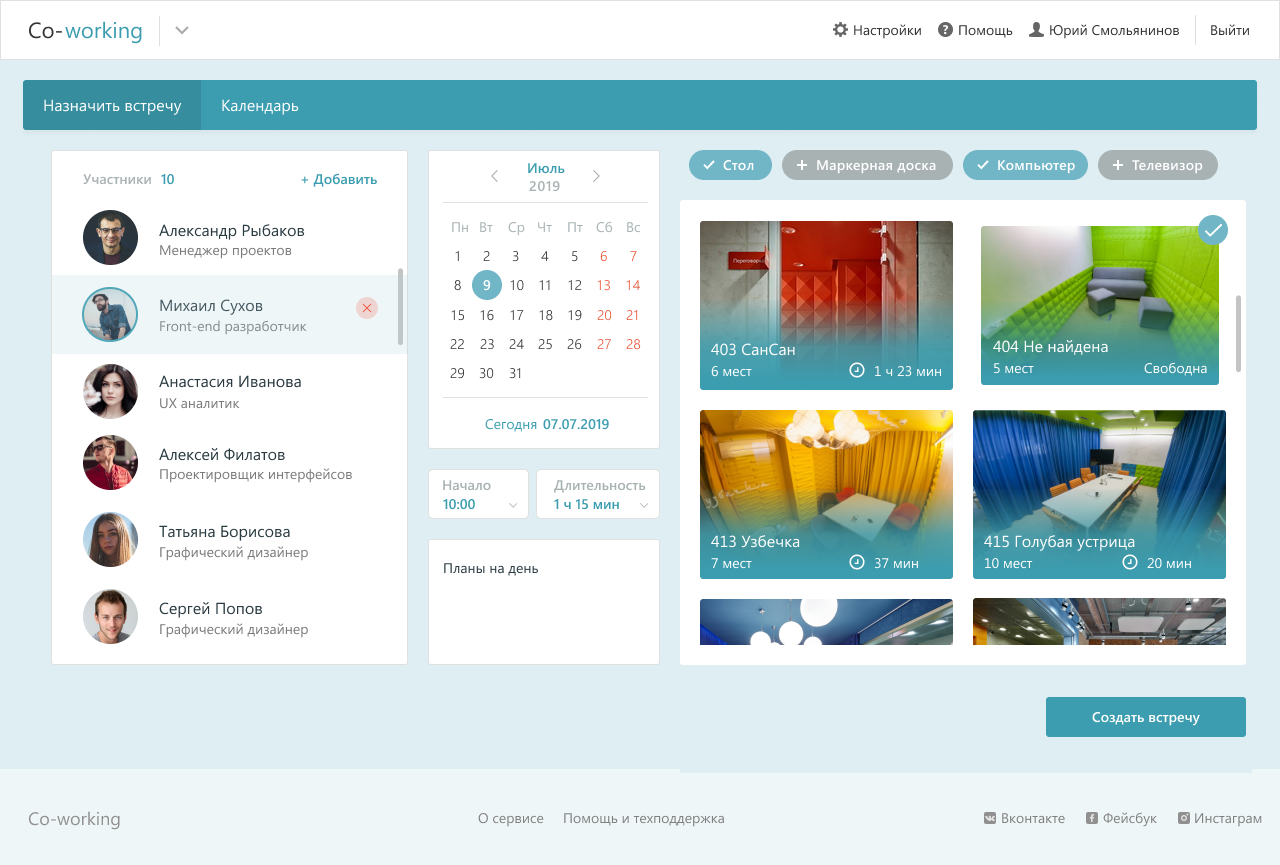 Co-working
Настройки
Помощь
Юрий Смольянинов
Выйти
Назначить встречу
Календарь
Участники 10
+ Добавить
Александр Рыбаков
Менеджер проектов
Михаил Сухов
Front-end разработчик
Анастасия Иванова
UX аналитик
Алексей Филатов
Проектировщик интерфейсов
Татьяна Борисова
Графический дизайнер
Сергей Попов
Графический дизайнер
Июль
2019
Пн Вт Ср Чт Пт Сб Вс
1 2 3 4 5 6 7
8 9 10 11 12 13 14
15 16 17 18 19 20 21
22 23 24 25 26 27 28
29 30 31
Сегодня 07.07.2019
Начало
10:00
Длительность
1 ч 15 мин
Планы на день
Стол
+ Маркерная доска
Компьютер
+ Телевизор
403 СанСан
6 мест
1 ч 23 мин
404 Не найдена
5 мест
Свободна
413 Узбечка
7 мест
37 мин
415 Голубая устрица
10 мест
20 мин
Создать встречу
Co-working
О сервисе
Помощь и техподдержка
Вконтакте
Фейсбук
Инстаграм